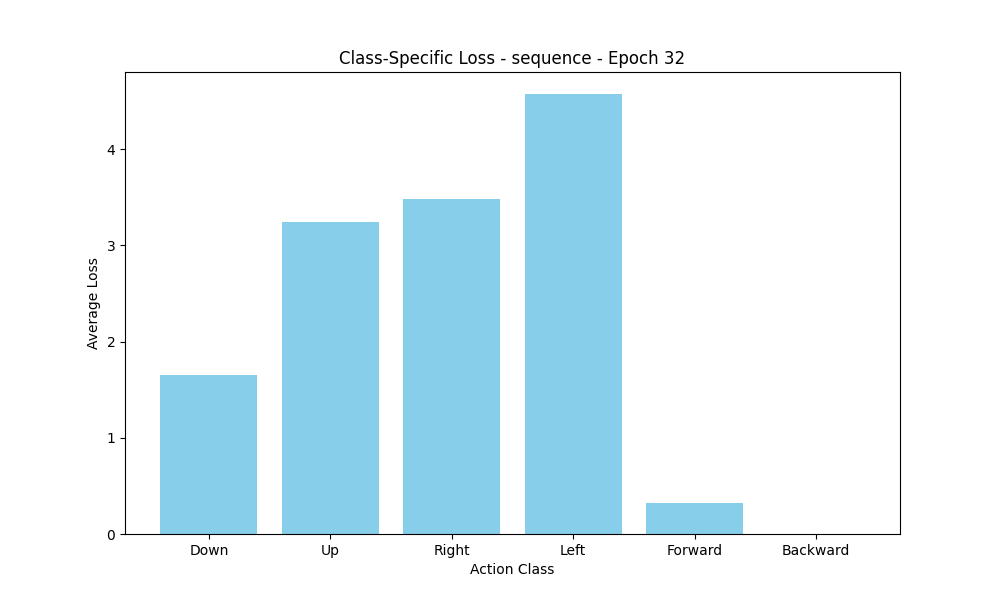 Class-Specific Loss - sequence - Epoch 32
4
3
2
1
0
Average Loss
Down Up Right Left Forward Backward
Action Class